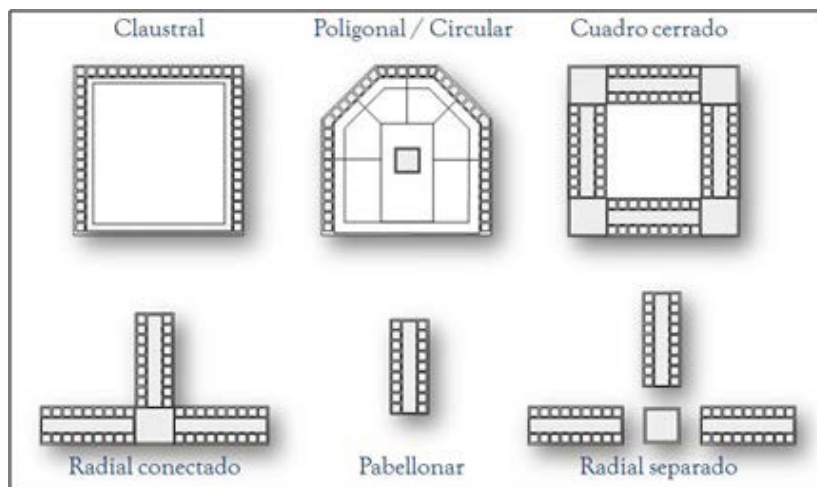 Claustral
Poligonal / Circular
Cuadro cerrado
Radial conectado
Pabellonar
Radial separado